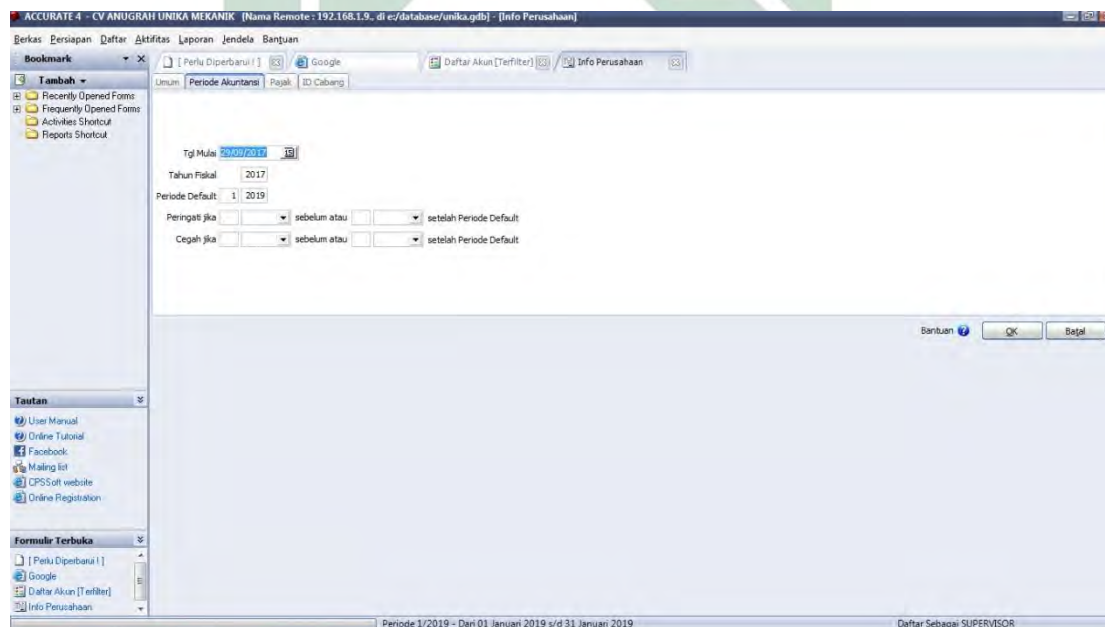 ACCURATE 4 - CV ANUGRAH UNIKA MEKANIK (Nama Remote : 192.168.1.9., di e:/database/unika.gdb] - [Info Perusahaan]
Berkas Persiapan Daftar Aktifitas Laporan Jendela Bantuan
Bookmark
[ Perlu Diperbarui ! ] Google Daftar Akun [Terfilter] Info Perusahaan
Tambah
Umum Periode Akuntansi Pajak ID Cabang
Recently Opened Forms
Frequently Opened Forms
Activities Shortcut
Reports Shortcut
Tgl Mulai 29/09/2017 15
Tahun Fiskal 2017
Periode Default 1 2019
Peringati jika sebelum atau setelah Periode Default
Cegah jika sebelum atau setelah Periode Default
Bantuan OK Batal
Tautan
User Manual
Online Tutorial
Facebook
Mailing list
CPSSoft website
Online Registration
Formulir Terbuka
[ Perlu Diperbarui ! ]
Google
Daftar Akun [Terfilter]
Info Perusahaan
Periode 1/2019 - Dari 01 Januari 2019 s/d 31 Januari 2019 Daftar Sebagai SUPERVISOR